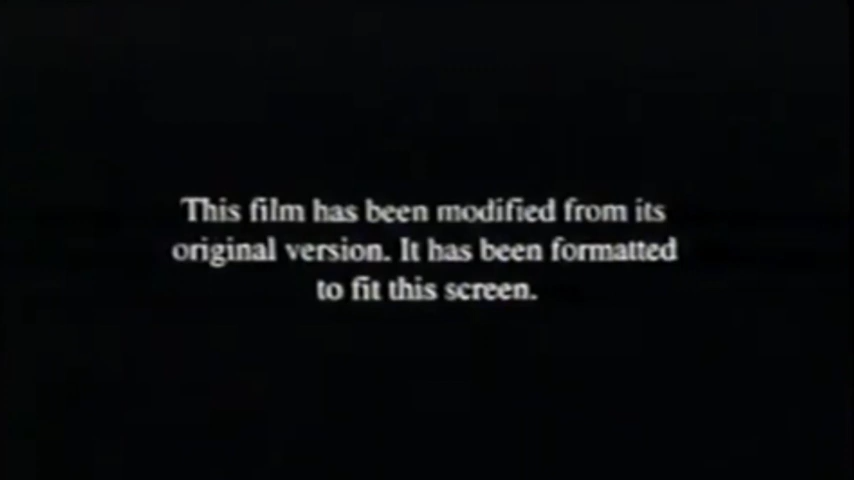 This film has been modified from its
original version. It has been formatted
to fit this screen.